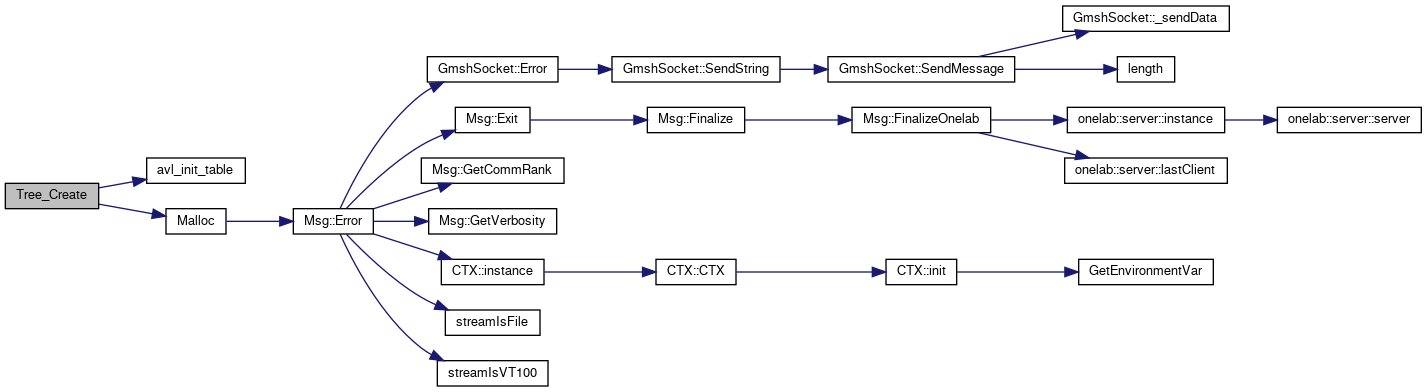 GmshSocket::_sendData
GmshSocket::Error
GmshSocket::SendString
GmshSocket::SendMessage
length
Msg::Exit
Msg::Finalize
Msg::FinalizeOnelab
onelab::server::instance
onelab::server::server
avl_init_table
Msg::GetCommRank
onelab::server::lastClient
Tree_Create
Malloc
Msg::Error
Msg::GetVerbosity
CTX::instance
CTX::CTX
CTX::init
GetEnvironmentVar
streamIsFile
streamIsVT100